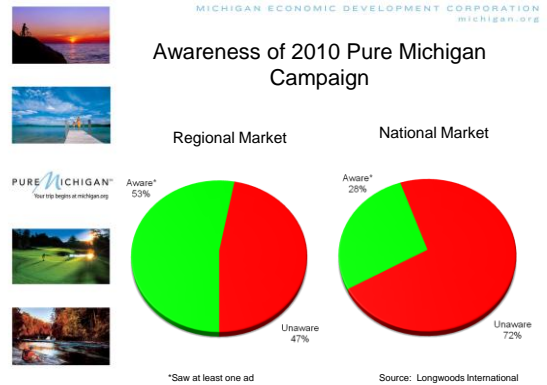 MICHIGAN ECONOMIC DEVELOPMENT CORPORATION
michigan.org
Awareness of 2010 Pure Michigan
Campaign
Regional Market
National Market
PURE MICHIGAN™
Your trip begins at michigan.org
Aware*
53%
Unaware
47%
Aware*
28%
Unaware
72%
*Saw at least one ad
Source: Longwoods International